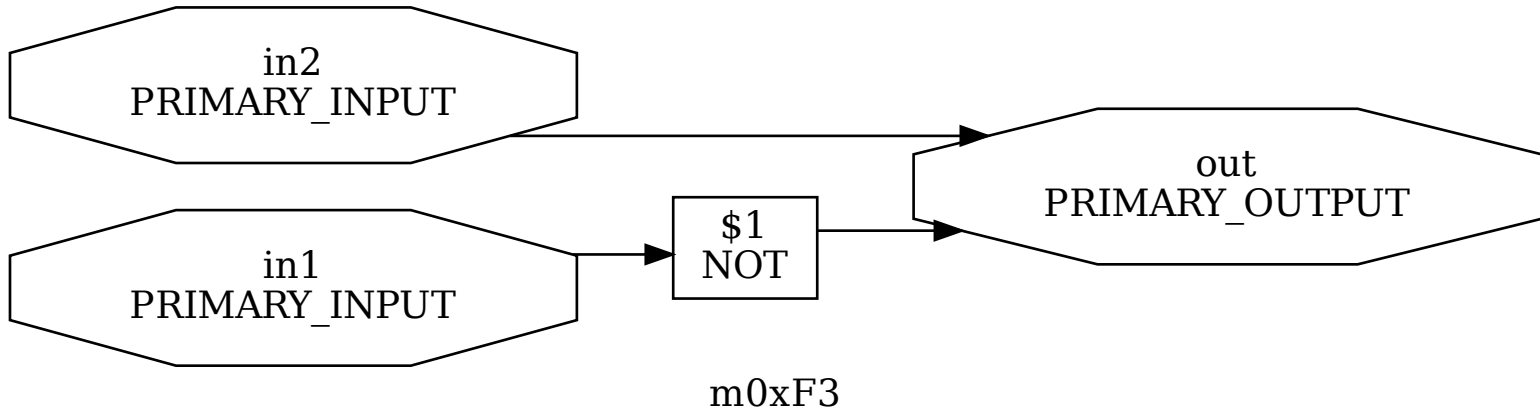 in2
PRIMARY_INPUT
out
PRIMARY_OUTPUT
$1
NOT
in1
PRIMARY_INPUT
m0xF3